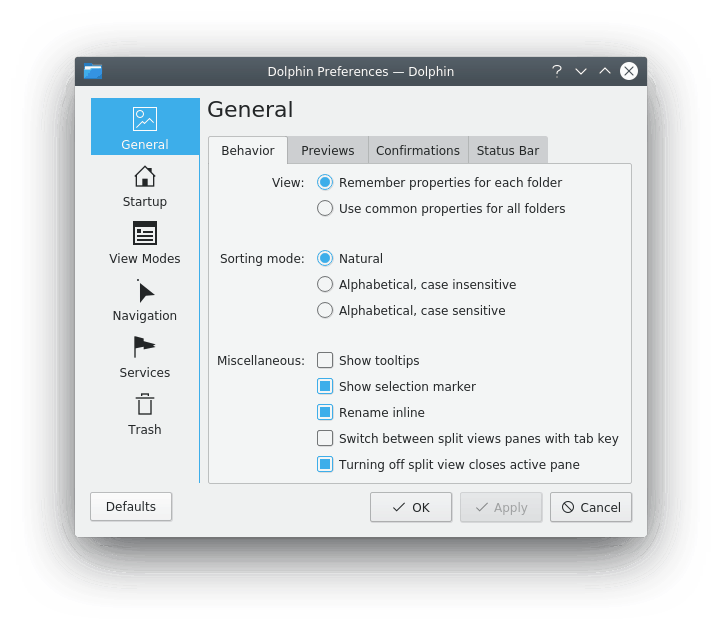 Dolphin Preferences — Dolphin
General
General
Startup
View Modes
Navigation
Services
Trash
Behavior
Previews
Confirmations
Status Bar
View:
Remember properties for each folder
Use common properties for all folders
Sorting mode:
Natural
Alphabetical, case insensitive
Alphabetical, case sensitive
Miscellaneous:
Show tooltips
Show selection marker
Rename inline
Switch between split views panes with tab key
Turning off split view closes active pane
Defaults
OK
Apply
Cancel